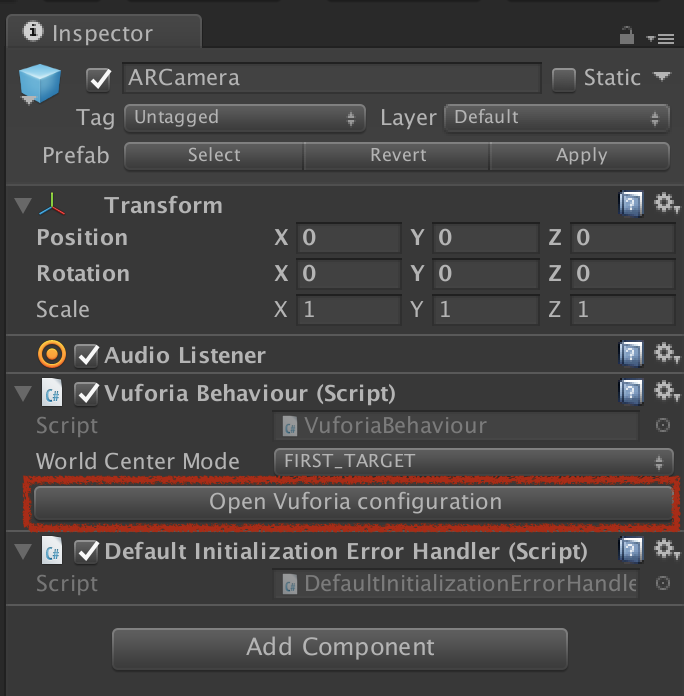 Inspector
ARCamera Static
Tag Untagged Layer Default
Prefab Select Revert Apply
Transform
Position X 0 Y 0 Z 0
Rotation X 0 Y 0 Z 0
Scale X 1 Y 1 Z 1
Audio Listener
C# Vuforia Behaviour (Script)
Script C# VuforiaBehaviour
World Center Mode FIRST_TARGET
Open Vuforia configuration
C# Default Initialization Error Handler (Script)
Script C# DefaultInitializationErrorHandle
Add Component